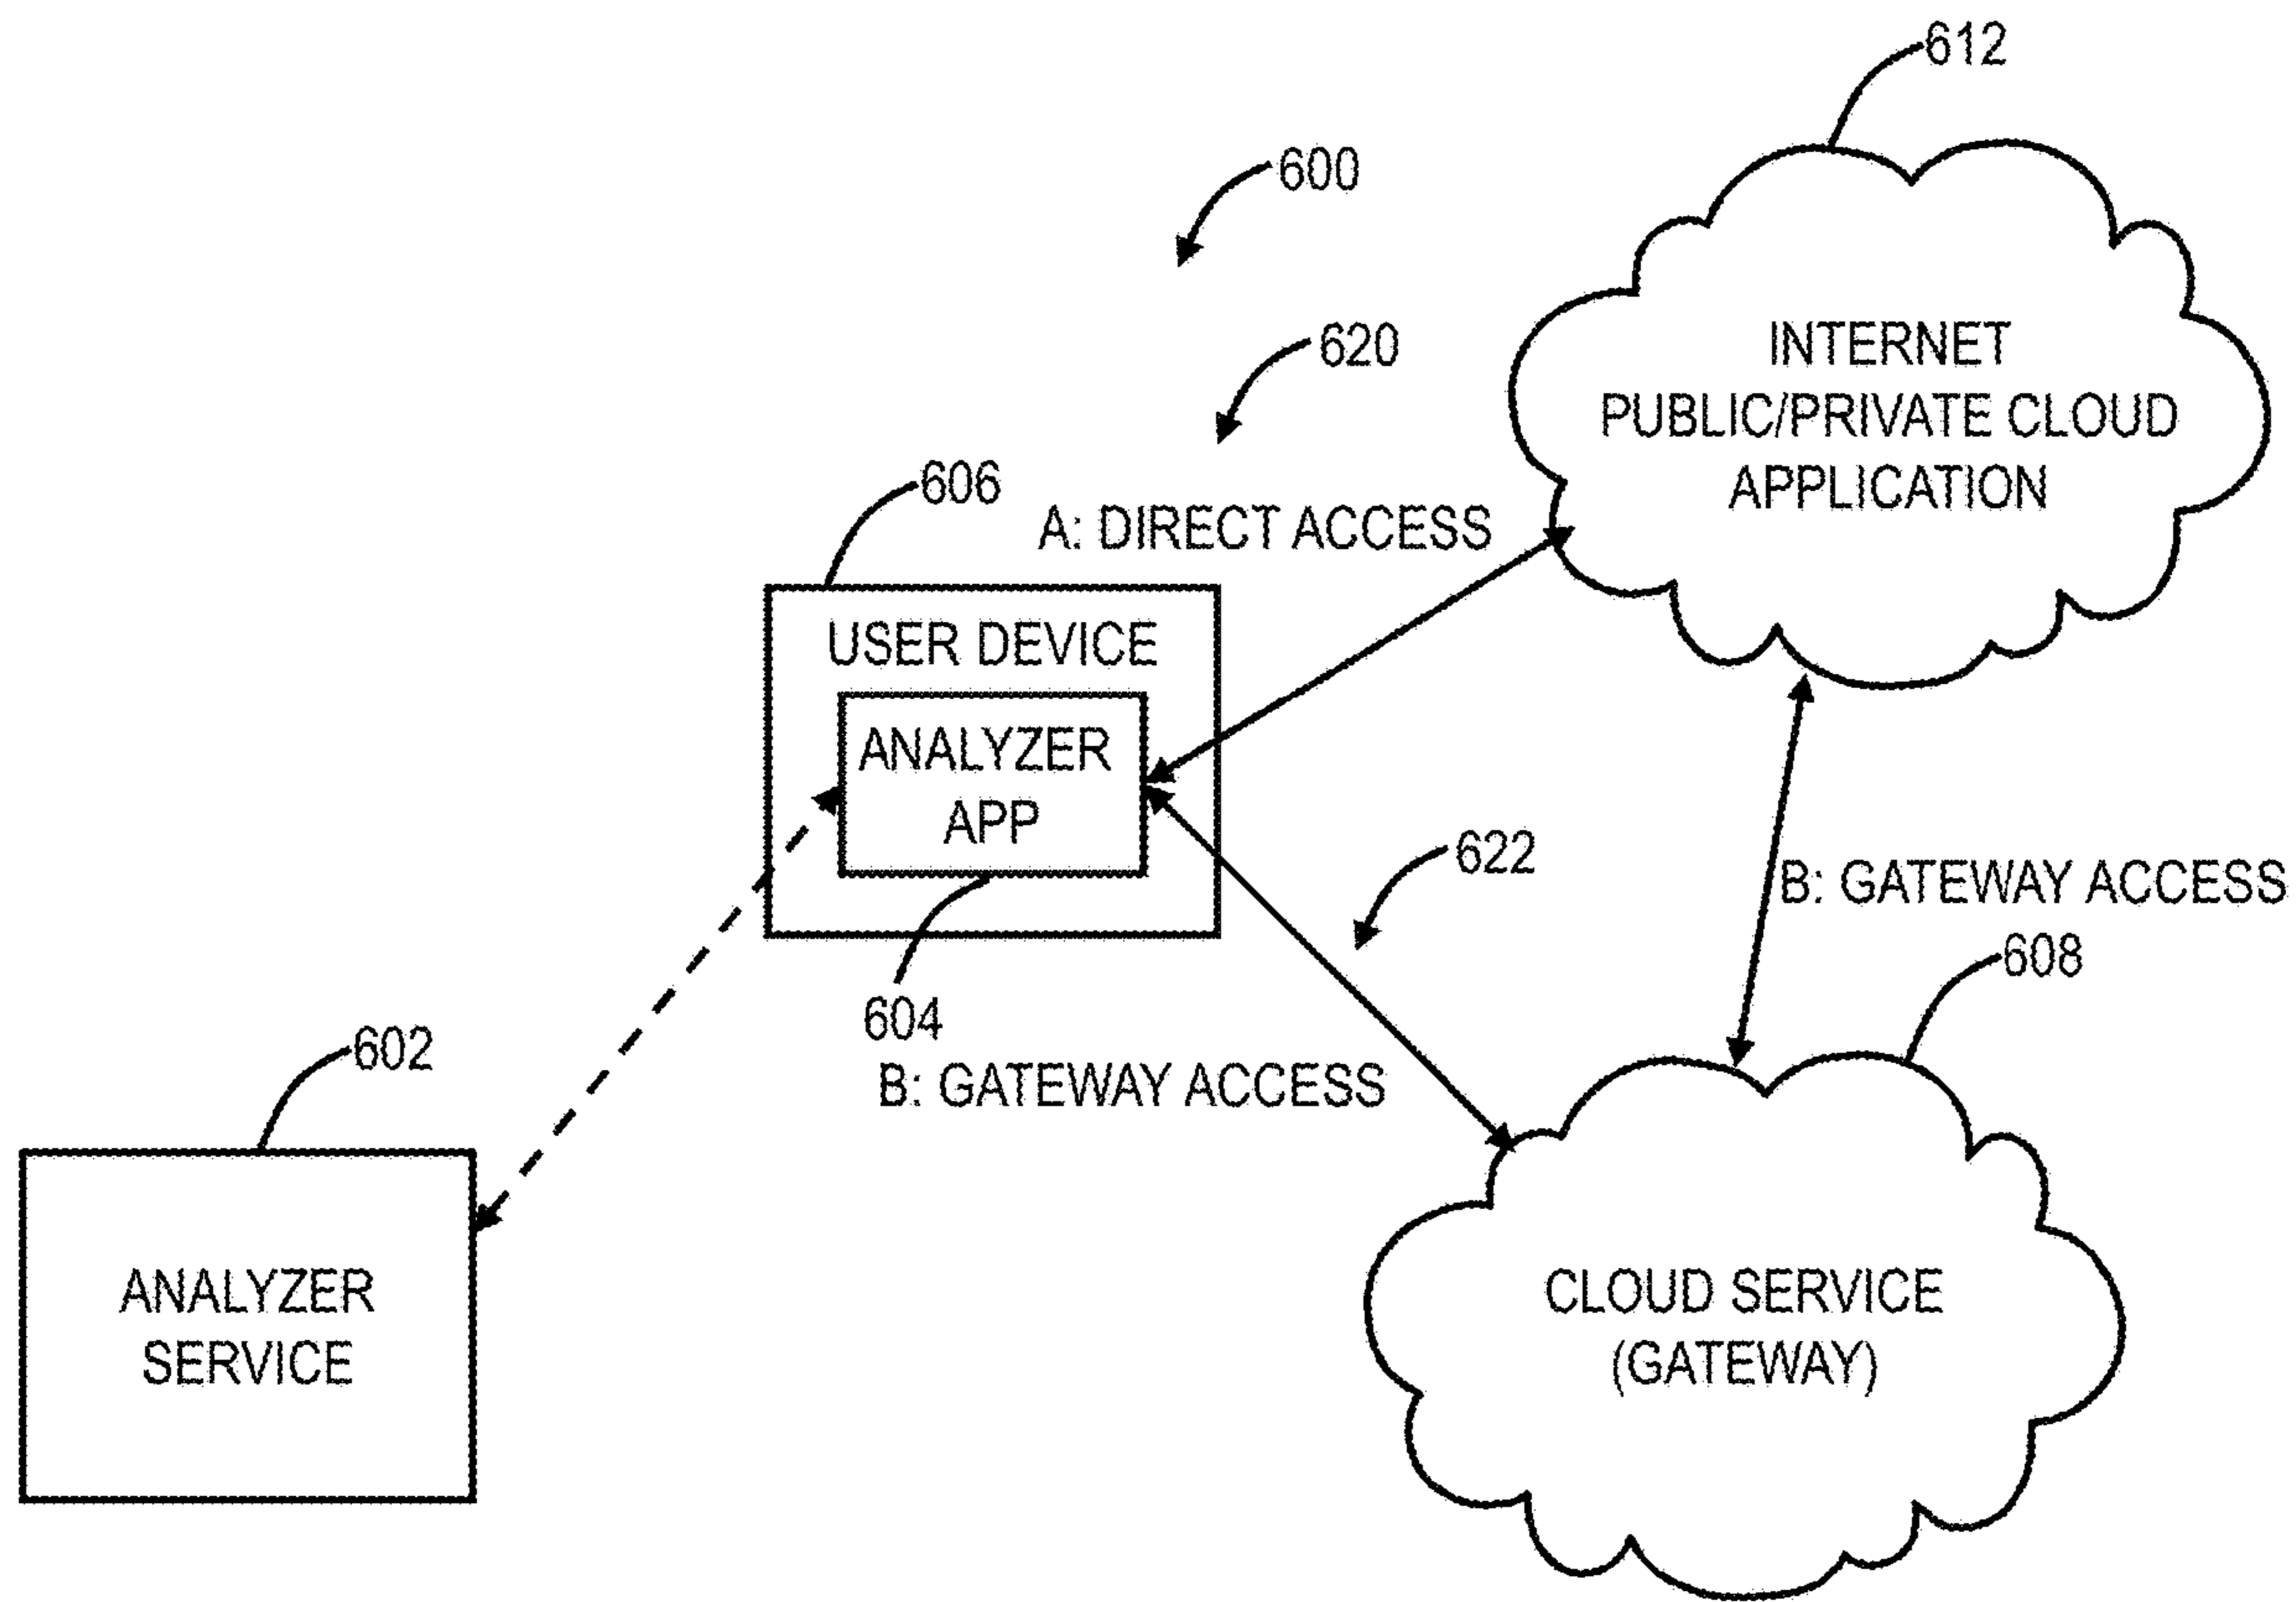 612
600
620
INTERNET
PUBLIC/PRIVATE CLOUD
APPLICATION
606
A: DIRECT ACCESS
USER DEVICE
ANALYZER
APP
622
B: GATEWAY ACCESS
608
604
602
B: GATEWAY ACCESS
ANALYZER
SERVICE
CLOUD SERVICE
(GATEWAY)